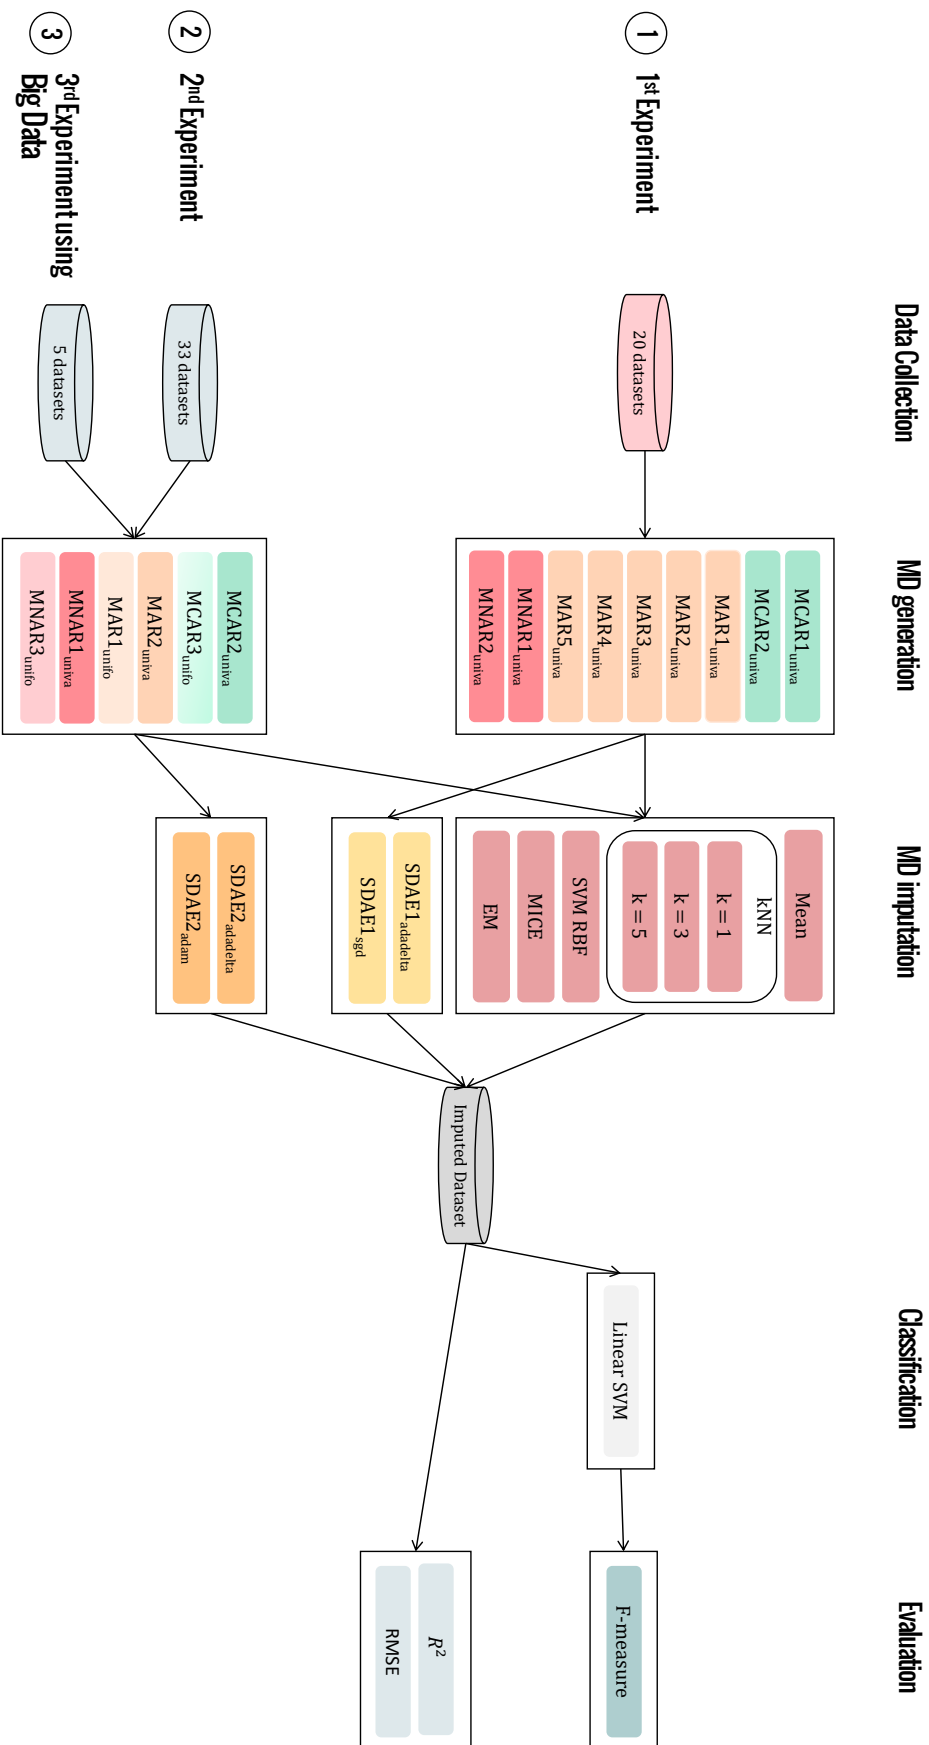 Data Collection
MD generation
MD imputation
Classification
Evaluation
1
1st Experiment
20 datasets
MCAR1univa
MCAR2univa
MAR1univa
MAR2univa
MAR3univa
MAR4univa
MAR5univa
MNAR1univa
MNAR2univa
Mean
kNN
k = 1
k = 3
k = 5
SVM RBF
MICE
EM
SDAE1adadelta
SDAE1sgd
Imputed Dataset
Linear SVM
F-measure
R²
RMSE
2
2nd Experiment
33 datasets
3
3rd Experiment using
Big Data
5 datasets
MCAR2univa
MCAR3unifo
MAR2univa
MAR1unifo
MNAR1univa
MNAR3unifo
SDAE2adadelta
SDAE2adam